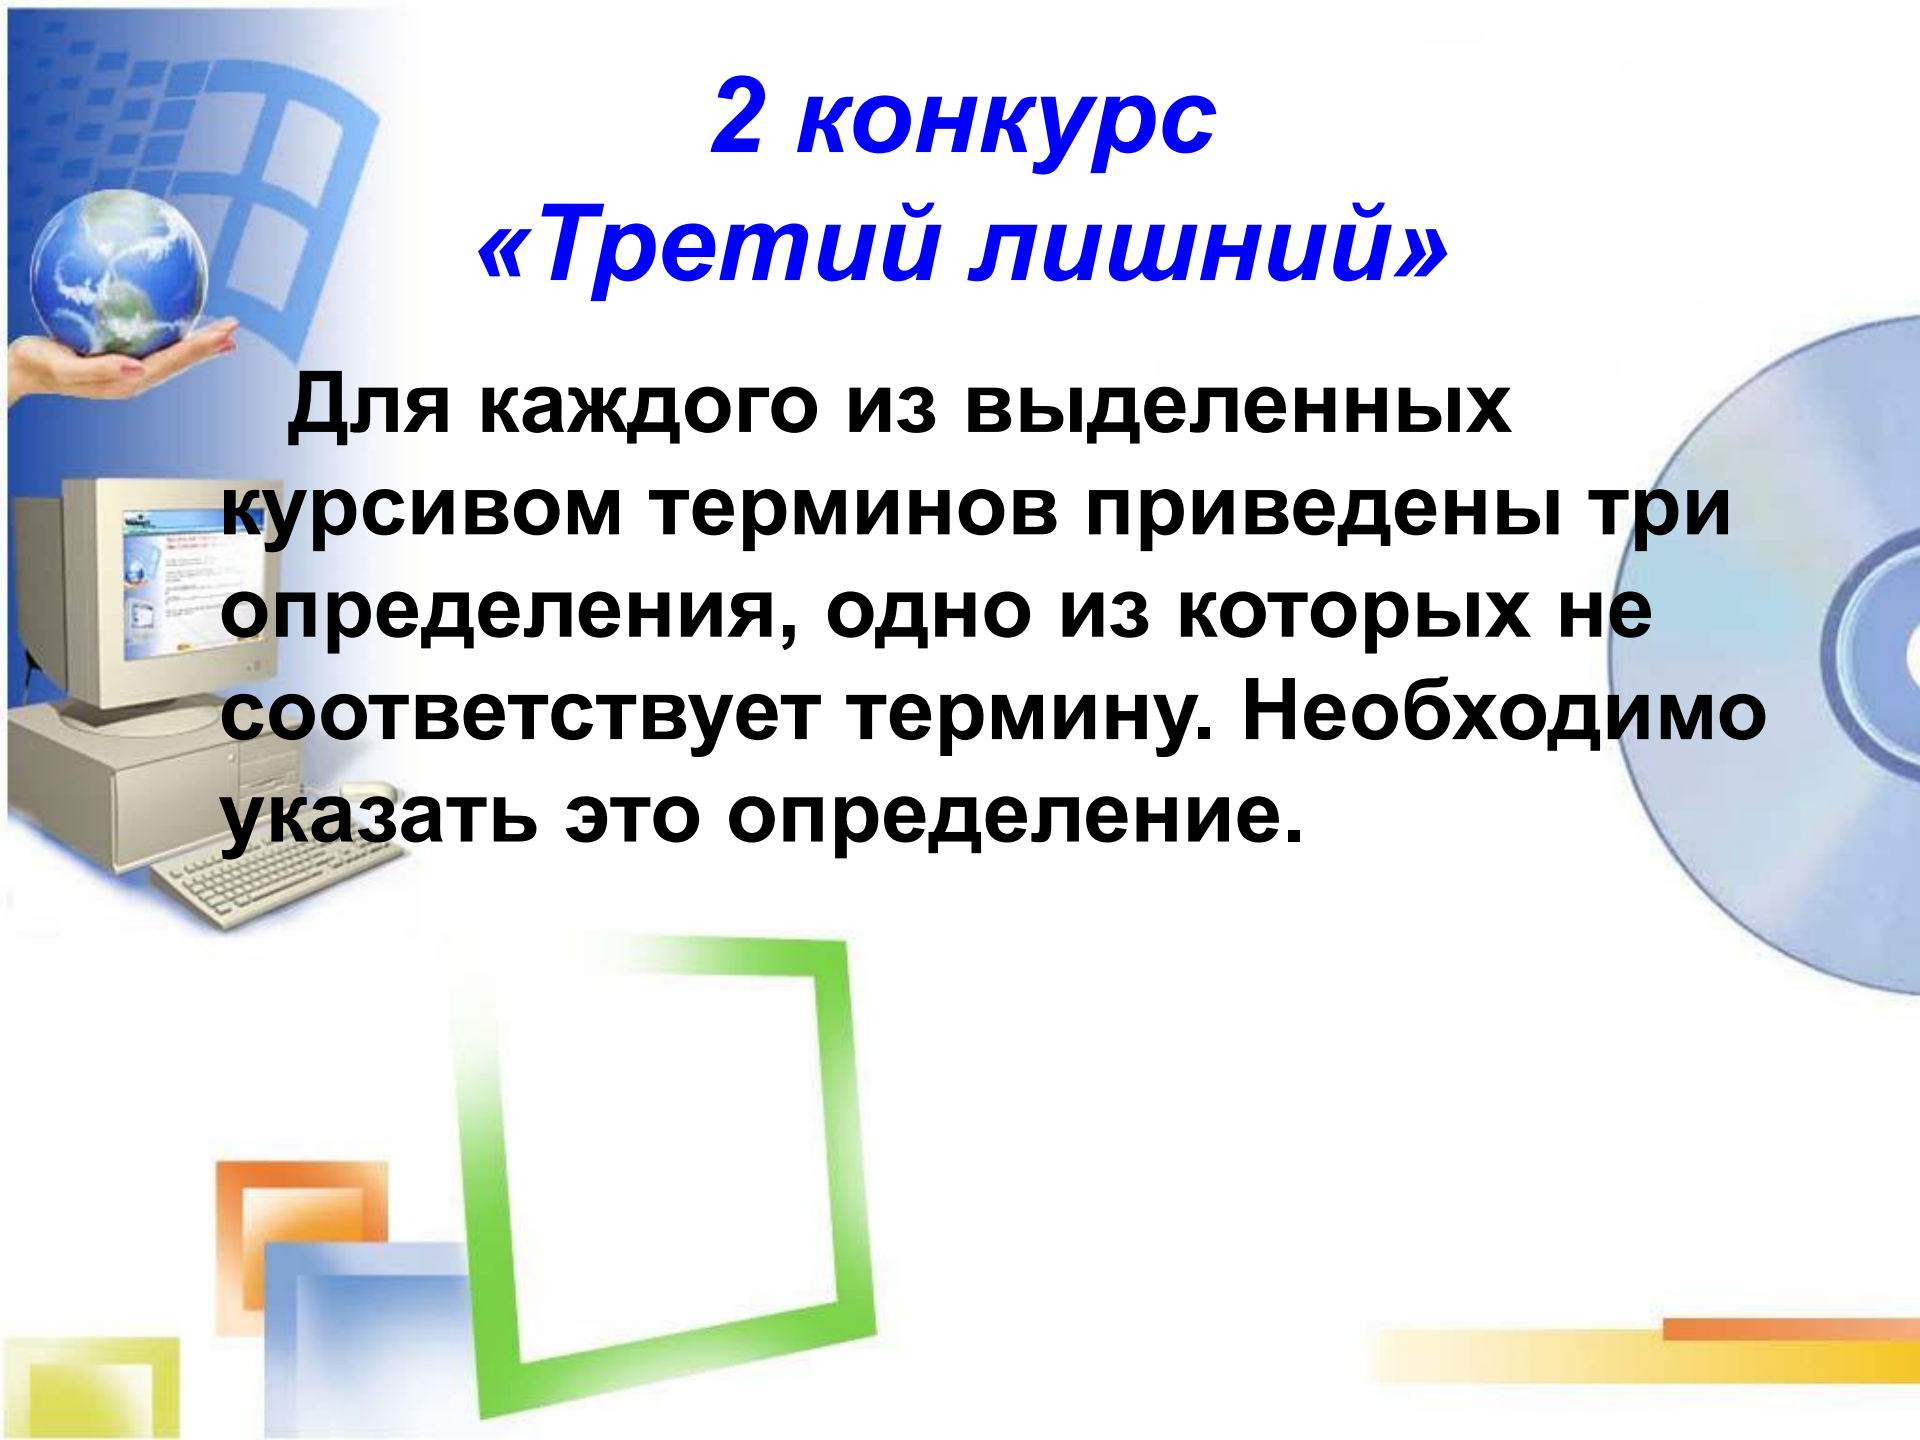 2 конкурс
«Третий лишний»
Для каждого из выделенных
курсивом терминов приведены три
определения, одно из которых не
соответствует термину. Необходимо
указать это определение.